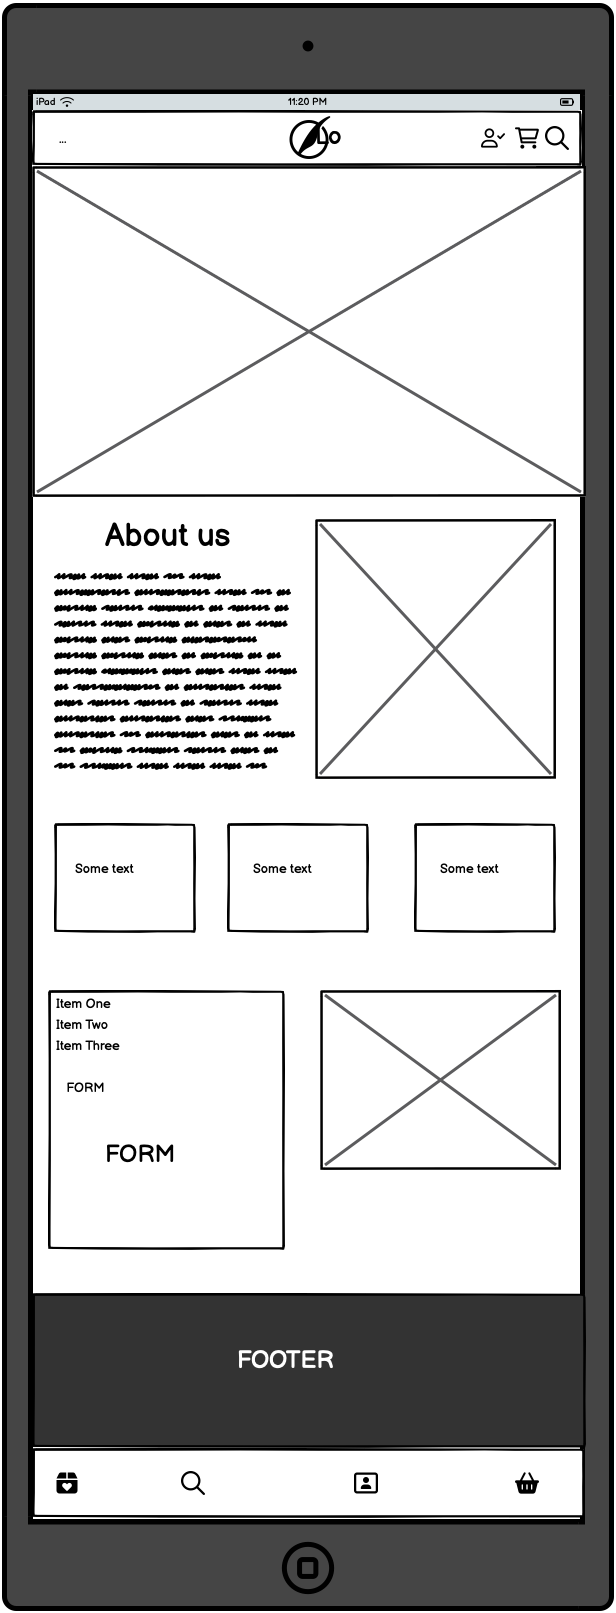 iPad 11:20 PM
...
Lo
About us
Some text Some text Some text
Item One
Item Two
Item Three
FORM
FORM
FOOTER